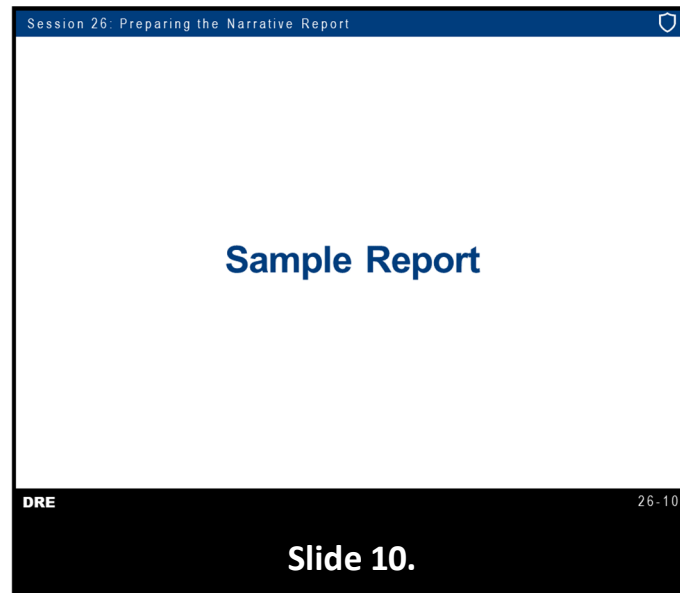 Session 26: Preparing the Narrative Report
Sample Report
DRE
26-10
Slide 10.